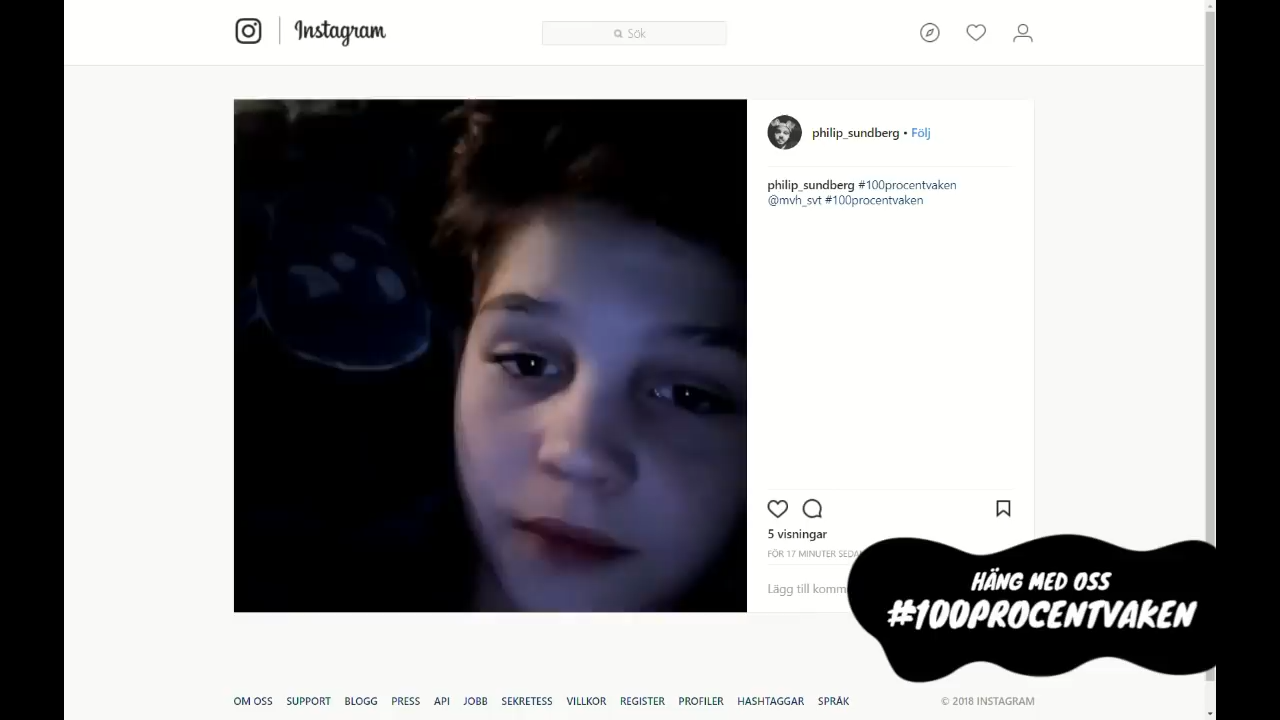 Instagram
Sök
philip_sundberg • Följ
philip_sundberg #100procentvaken
@mvh_svt #100procentvaken
5 visningar
FÖR 17 MINUTER SEDAN
Lägg till komm
HÄNG MED OSS
#100PROCENTVAKEN
OM OSS SUPPORT BLOGG PRESS API JOBB SEKRETESS VILLKOR REGISTER PROFILER HASHTAGGAR SPRÅK © 2018 INSTAGRAM